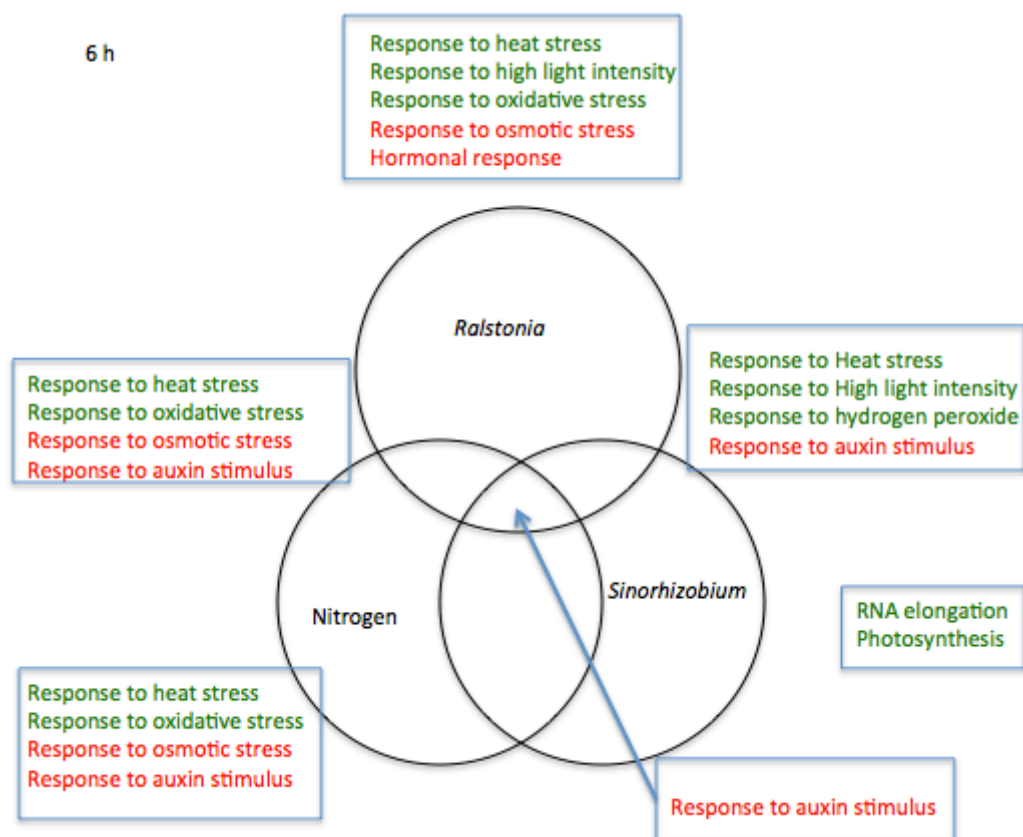 6 h
Response to heat stress
Response to high light intensity
Response to oxidative stress
Response to osmotic stress
Hormonal response
Ralstonia
Response to heat stress
Response to oxidative stress
Response to osmotic stress
Response to auxin stimulus
Response to Heat stress
Response to High light intensity
Response to hydrogen peroxide
Response to auxin stimulus
Nitrogen
Sinorhizobium
RNA elongation
Photosynthesis
Response to heat stress
Response to oxidative stress
Response to osmotic stress
Response to auxin stimulus
Response to auxin stimulus